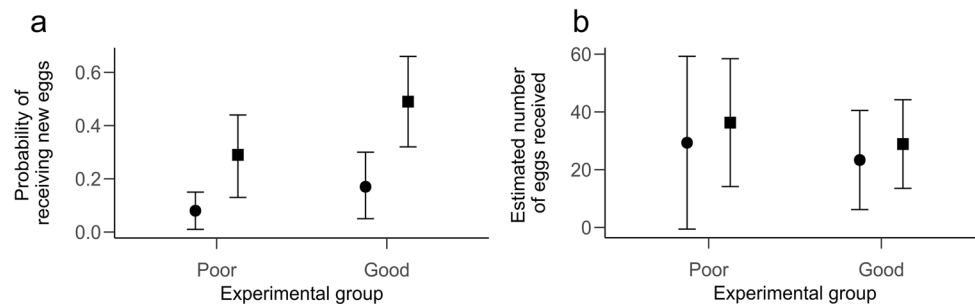 a
Probability of
receiving new eggs
0.6
0.4
0.2
0.0
Poor
Good
Experimental group
b
Estimated number
of eggs received
60
40
20
0
Poor
Good
Experimental group